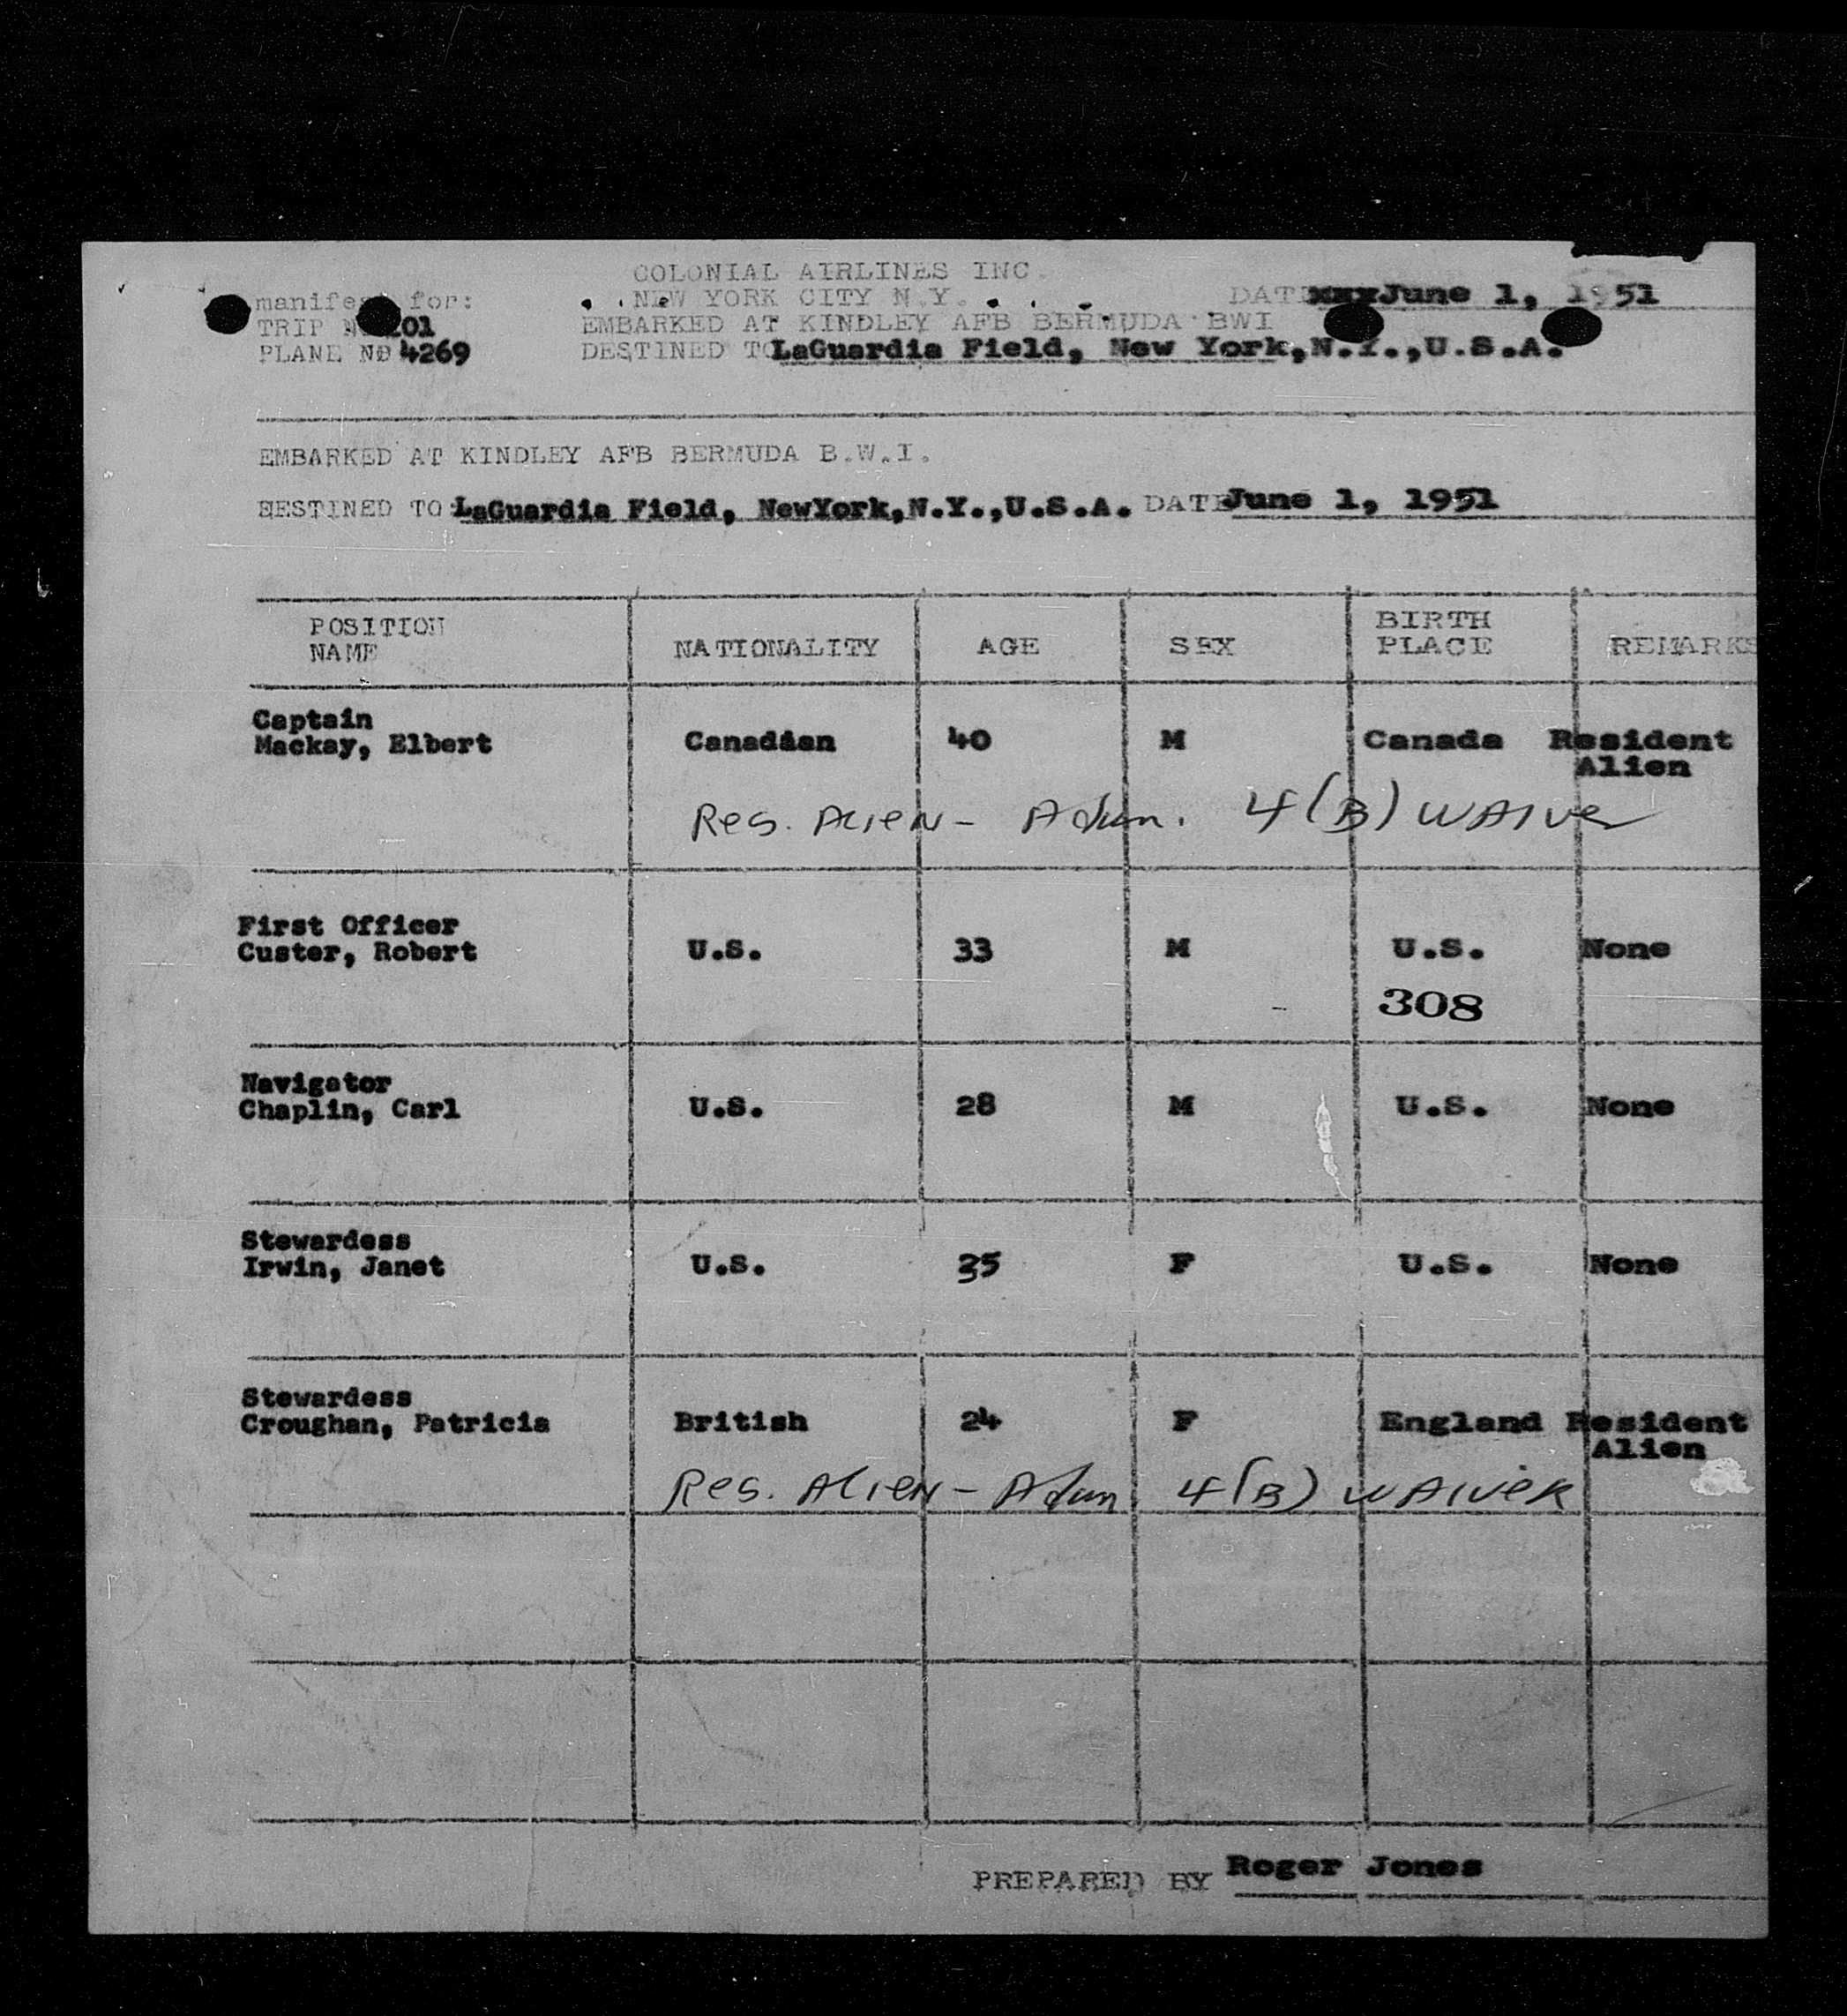 COLONIAL AIRLINES INC.
manifest for: NEW YORK CITY N.Y. DATE June 1, 1951
TRIP 101 EMBARKED AT KINDLEY AFB BERMUDA BWI
PLANE NO 4269 DESTINED TO LaGuardia Field, New York,N.Y.,U.S.A.
EMBARKED AT KINDLEY AFB BERMUDA B.W.I.
DESTINED TO LaGuardia Field, NewYork,N.Y.,U.S.A. DATE June 1, 1951
POSITION BIRTH
NAME NATIONALITY AGE SEX PLACE REMARKS
Captain
Mackay, Elbert Canadian 40 M Canada Resident
Alien
Res. Alien - Adm. 4(B) waiver
First Officer
Custer, Robert U.S. 33 M U.S. None
308
Navigator
Chaplin, Carl U.S. 28 M U.S. None
Stewardess
Irwin, Janet U.S. 35 F U.S. None
Stewardess
Croughan, Patricia British 24 F England Resident
Alien
Res. Alien - Adm 4(B) waiver
PREPARED BY Roger Jones